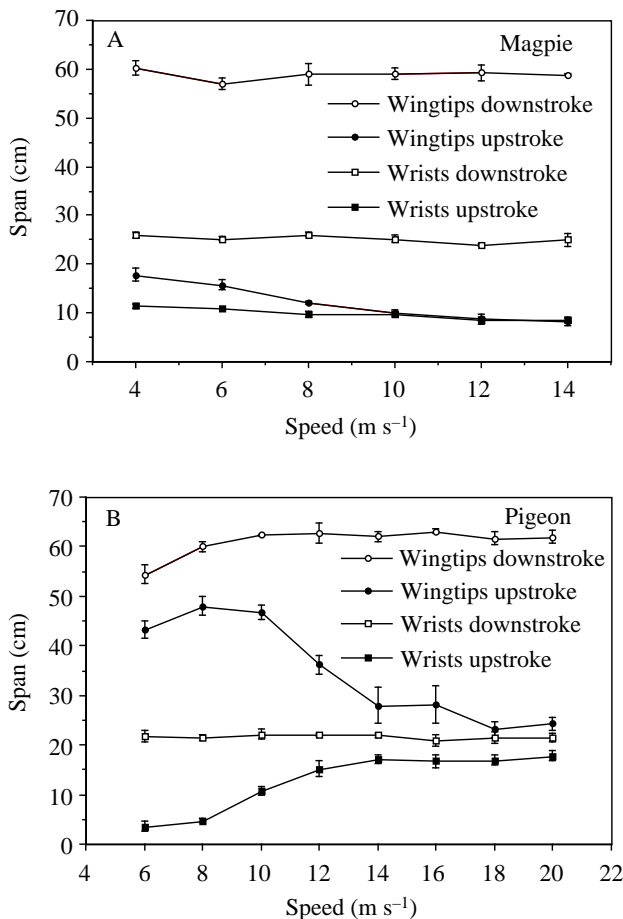 70
A
Magpie
60
50
Wingtips downstroke
Wingtips upstroke
40
Wrists downstroke
30
Wrists upstroke
20
10
0
Span (cm)
4 6 8 10 12 14
Speed (m s–1)
70
B
Pigeon
60
Wingtips downstroke
50
Wingtips upstroke
40
Wrists downstroke
Wrists upstroke
30
20
10
0
Span (cm)
4 6 8 10 12 14 16 18 20 22
Speed (m s–1)